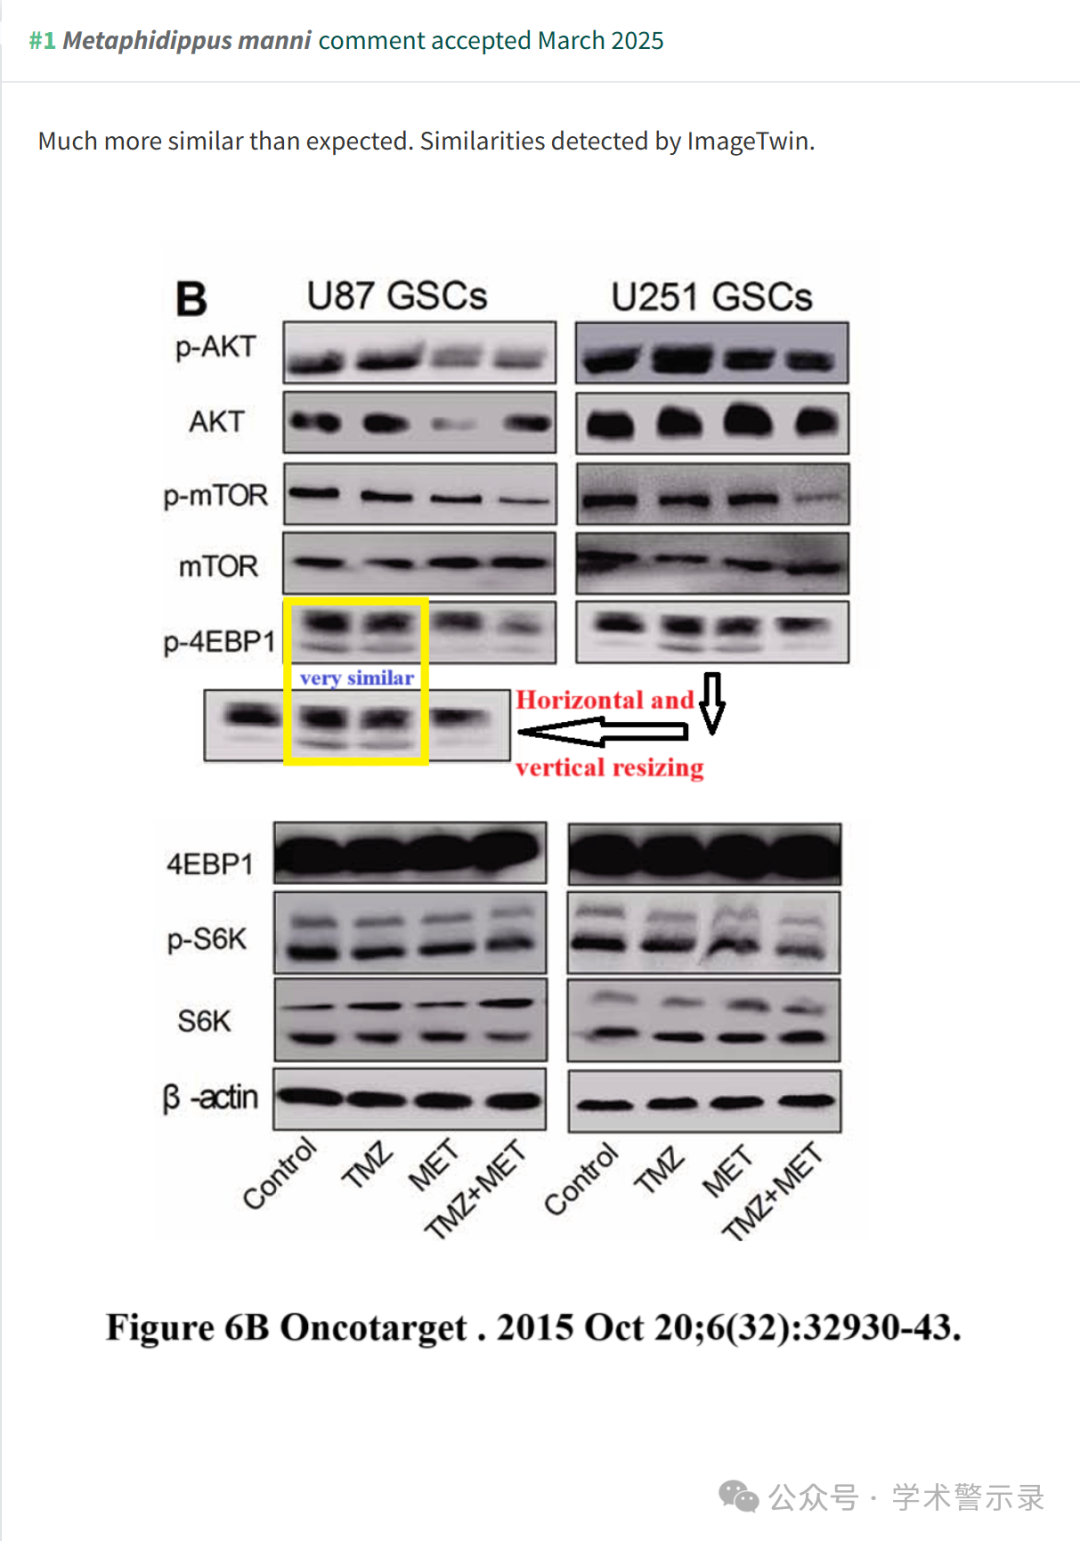 #1 Metaphidippus manni comment accepted March 2025
Much more similar than expected. Similarities detected by ImageTwin.
B
U87 GSCs
U251 GSCs
p-AKT
AKT
p-mTOR
mTOR
p-4EBP1
very similar
Horizontal and
vertical resizing
4EBP1
p-S6K
S6K
β -actin
Control
TMZ
MET
TMZ+MET
Control
TMZ
MET
TMZ+MET
Figure 6B Oncotarget . 2015 Oct 20;6(32):32930-43.
公众号 · 学术警示录